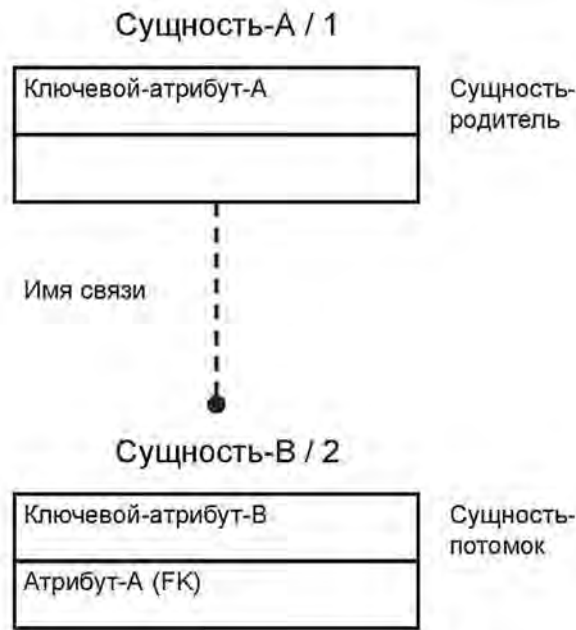 Сущность-А / 1
Ключевой-атрибут-А
Сущность-
родитель
Имя связи
Сущность-В / 2
Ключевой-атрибут-В
Сущность-
потомок
Атрибут-А (FK)